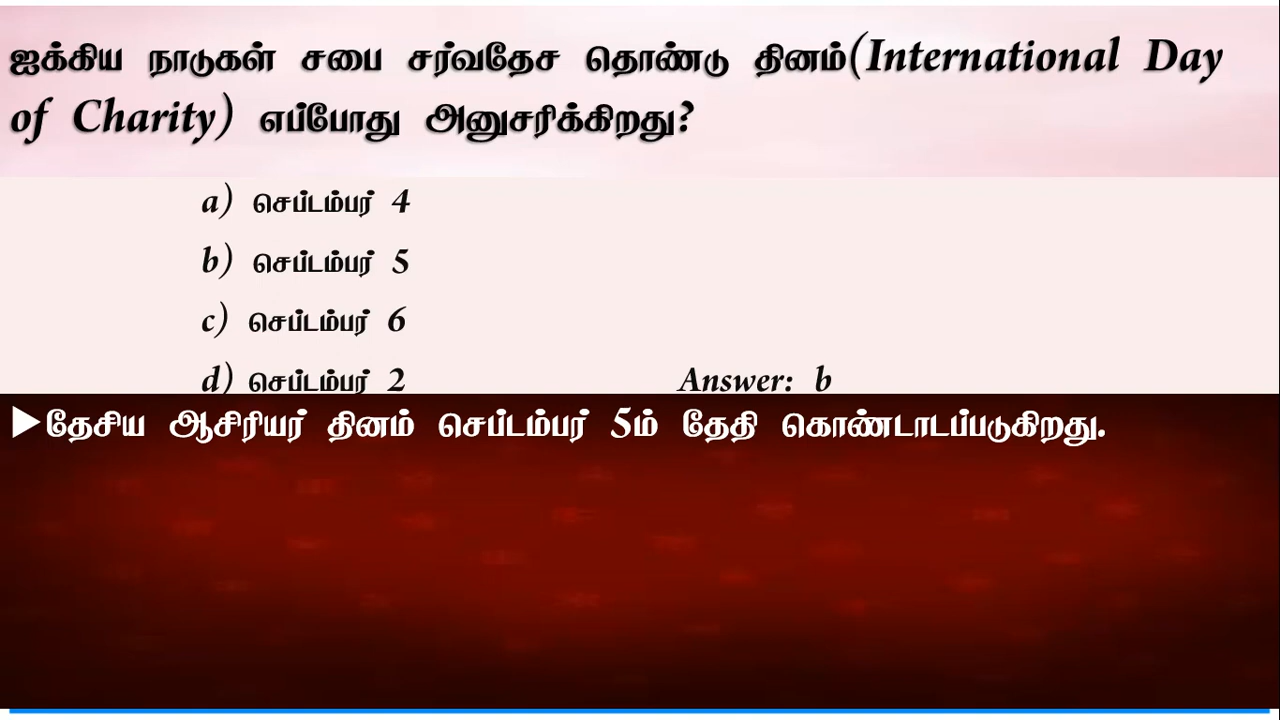 ஐக்கிய நாடுகள் சபை சர்வதேச தொண்டு தினம்(International Day
of Charity) எப்போது அனுசரிக்கிறது?
a) செப்டம்பர் 4
b) செப்டம்பர் 5
c) செப்டம்பர் 6
d) செப்டம்பர் 2 Answer: b
▶தேசிய ஆசிரியர் தினம் செப்டம்பர் 5ம் தேதி கொண்டாடப்படுகிறது.